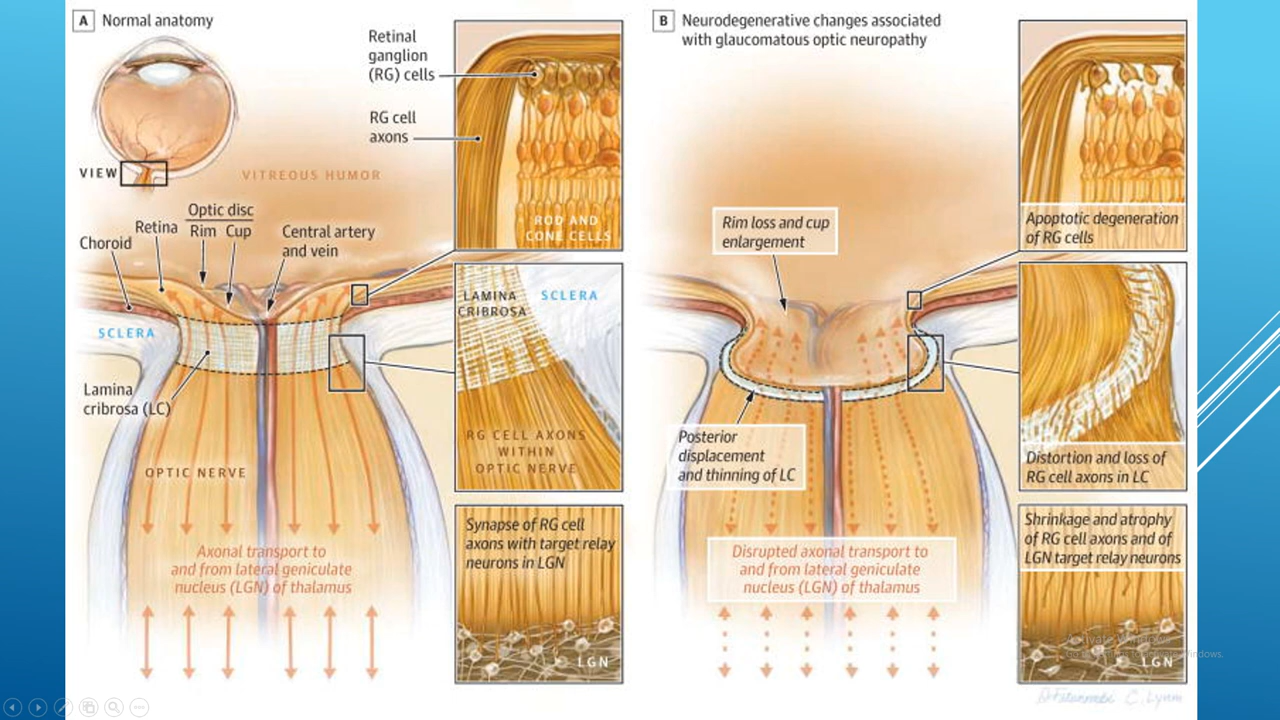 A Normal anatomy
VIEW
VITREOUS HUMOR
Retinal
ganglion
(RG) cells
RG cell
axons
ROD AND
CONE CELLS
Choroid
Retina
Optic disc
Rim Cup
Central artery
and vein
SCLERA
Lamina
cribrosa (LC)
OPTIC NERVE
LAMINA
CRIBROSA
SCLERA
RG CELL AXONS
WITHIN
OPTIC NERVE
Axonal transport to
and from lateral geniculate
nucleus (LGN) of thalamus
Synapse of RG cell
axons with target relay
neurons in LGN
LGN
B Neurodegenerative changes associated
with glaucomatous optic neuropathy
Rim loss and cup
enlargement
Apoptotic degeneration
of RG cells
Posterior
displacement
and thinning of LC
Distortion and loss of
RG cell axons in LC
Disrupted axonal transport to
and from lateral geniculate
nucleus (LGN) of thalamus
Shrinkage and atrophy
of RG cell axons and of
LGN target relay neurons
LGN
C. Lynm